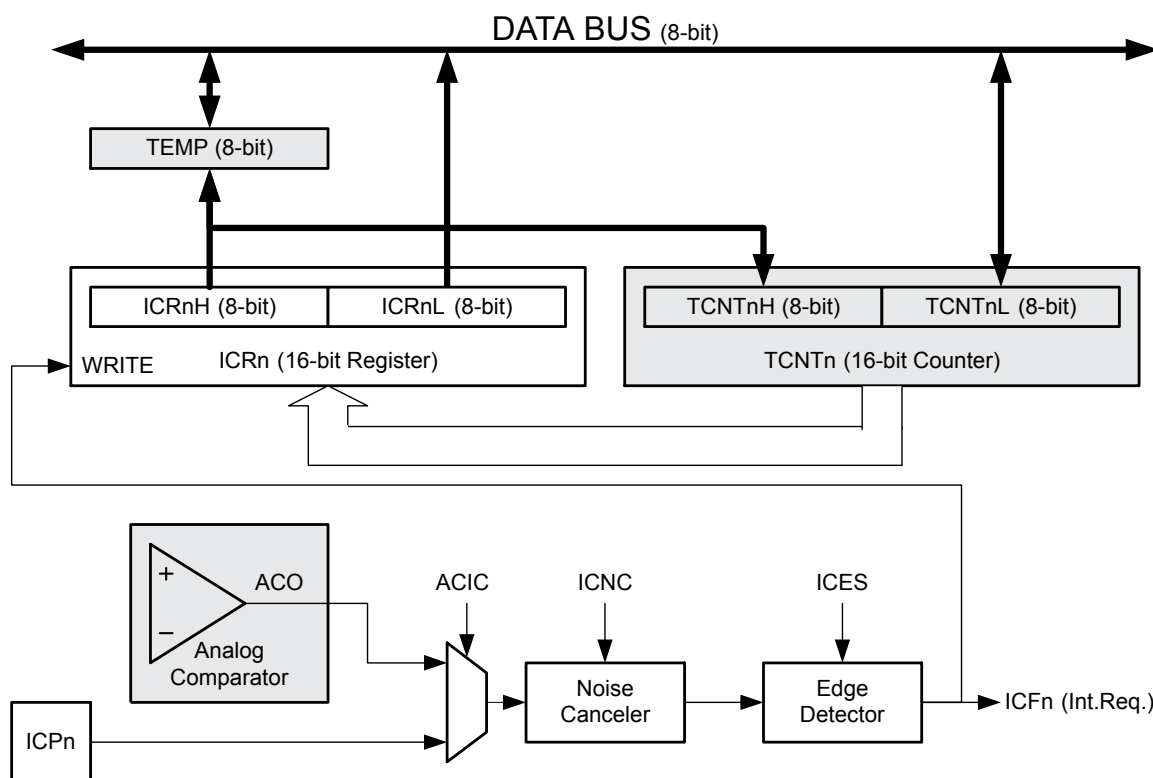 DATA BUS (8-bit)
TEMP (8-bit)
ICRnH (8-bit)
ICRnL (8-bit)
TCNTnH (8-bit)
TCNTnL (8-bit)
WRITE
ICRn (16-bit Register)
TCNTn (16-bit Counter)
+
ACO
−
Analog
Comparator
ACIC
ICNC
ICES
Noise
Canceler
Edge
Detector
ICFn (Int.Req.)
ICPn